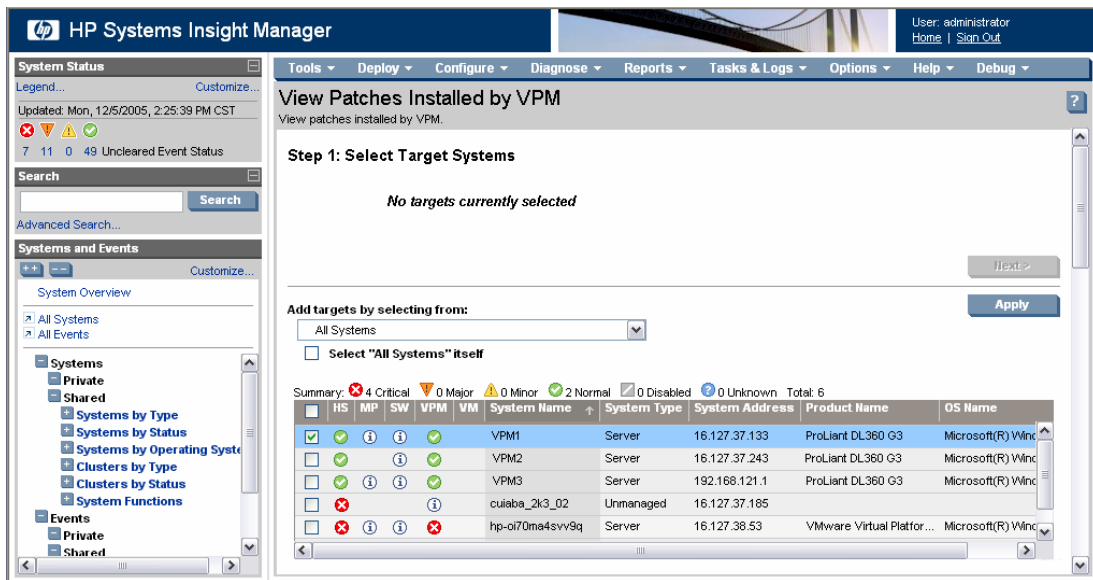 hp HP Systems Insight Manager
User: administrator
Home | Sign Out
System Status
Legend... Customize...
Updated: Mon, 12/5/2005, 2:25:39 PM CST
7 11 0 49 Uncleared Event Status
Search
Search
Advanced Search...
Systems and Events
++ -- Customize...
System Overview
All Systems
All Events
Systems
Private
Shared
Systems by Type
Systems by Status
Systems by Operating Syste
Clusters by Type
Clusters by Status
System Functions
Events
Private
Shared
Tools Deploy Configure Diagnose Reports Tasks & Logs Options Help Debug
View Patches Installed by VPM
?
View patches installed by VPM.
Step 1: Select Target Systems
No targets currently selected
Next >
Apply
Add targets by selecting from:
All Systems
Select "All Systems" itself
Summary: 4 Critical 0 Major 0 Minor 2 Normal 0 Disabled 0 Unknown Total: 6
HS MP SW VPM VM System Name System Type System Address Product Name OS Name
VPM1 Server 16.127.37.133 ProLiant DL360 G3 Microsoft(R) Winc
VPM2 Server 16.127.37.243 ProLiant DL360 G3 Microsoft(R) Winc
VPM3 Server 192.168.121.1 ProLiant DL360 G3 Microsoft(R) Winc
cuiaba_2k3_02 Unmanaged 16.127.37.185
hp-oi70ma4svv9q Server 16.127.38.53 VMware Virtual Platfor... Microsoft(R) Winc